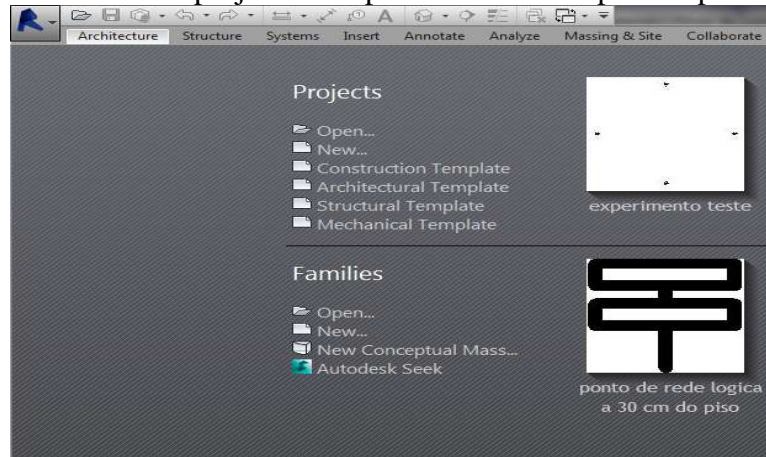 Architecture Structure Systems Insert Annotate Analyze Massing & Site Collaborate
Projects
Open...
New...
Construction Template
Architectural Template
Structural Template
Mechanical Template
experimento teste
Families
Open...
New...
New Conceptual Mass...
Autodesk Seek
ponto de rede logica
a 30 cm do piso